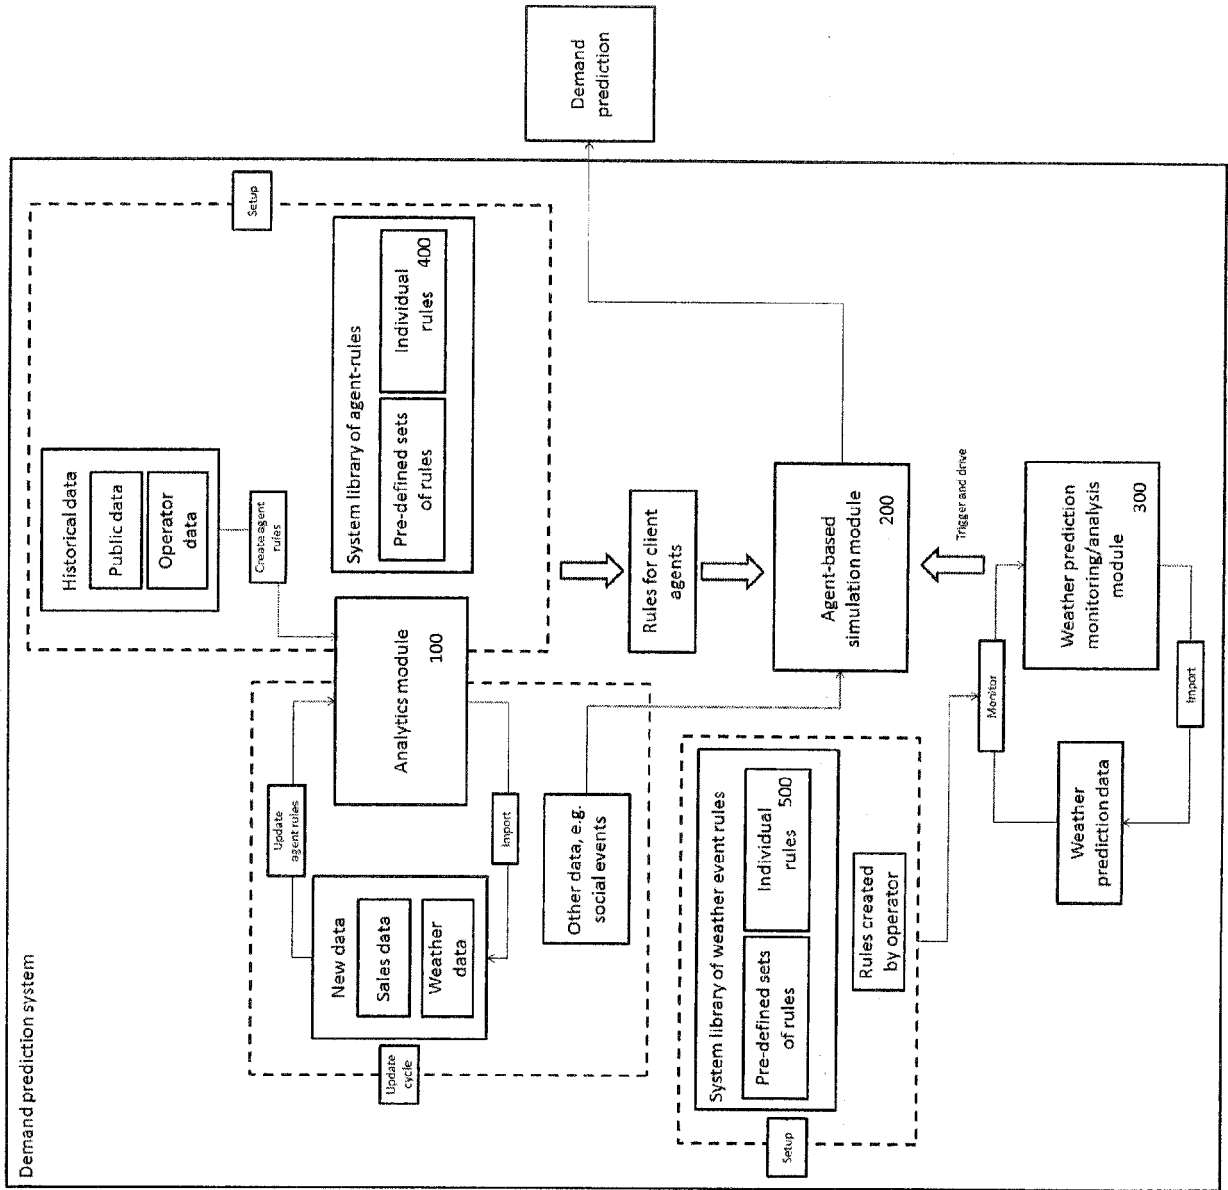 Demand prediction system
Update
cycle
New data
Sales data
Weather
data
Update
agent rules
Import
Analytics module
100
Other data, e.g.
social events
Historical data
Public data
Operator
data
Create agent
rules
Setup
System library of agent-rules
Pre-defined sets
of rules
Individual
rules
400
Rules for client
agents
Setup
System library of weather event rules
Pre-defined sets
of rules
Individual
rules
500
Rules created
by operator
Agent-based
simulation module
200
Trigger and drive
Monitor
Weather
prediction data
Import
Weather prediction
monitoring/analysis
module
300
Demand
prediction